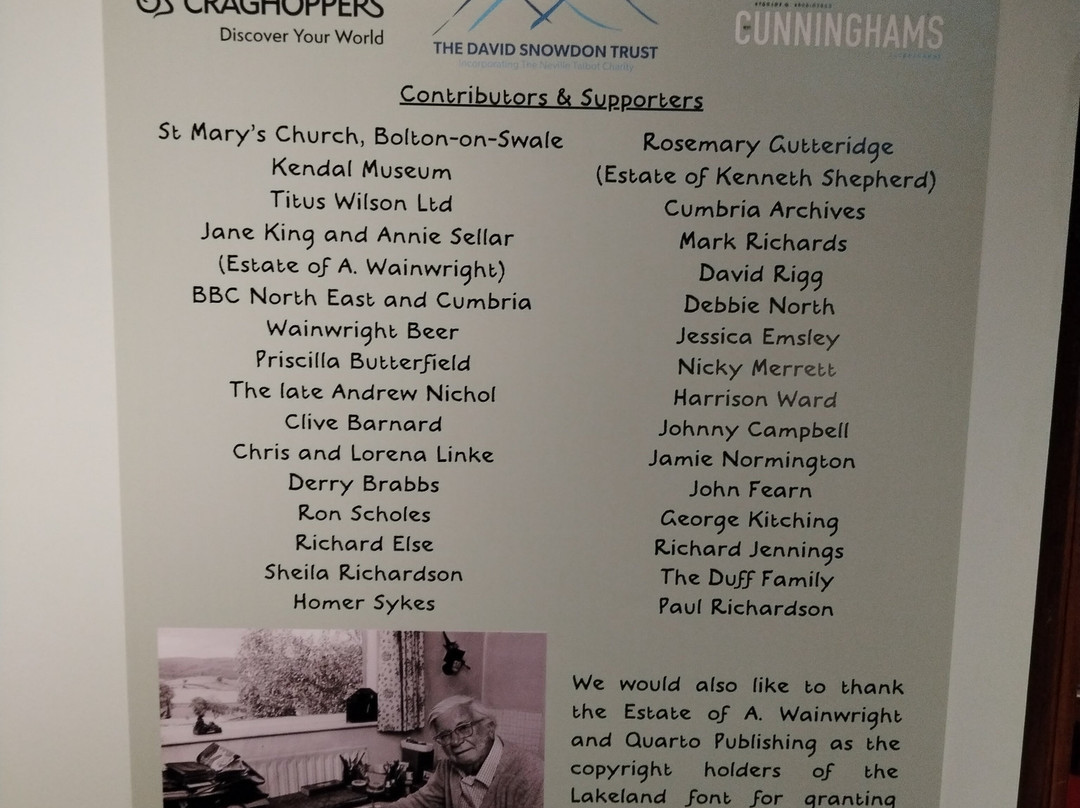 CRAGHOPPERS
Discover Your World
THE DAVID SNOWDON TRUST
Incorporating The Neville Talbot Charity
CUNNINGHAMS
Contributors & Supporters
St Mary's Church, Bolton-on-Swale
Kendal Museum
Titus Wilson Ltd
Jane King and Annie Sellar
(Estate of A. Wainwright)
BBC North East and Cumbria
Wainwright Beer
Priscilla Butterfield
The late Andrew Nichol
Clive Barnard
Chris and Lorena Linke
Derry Brabbs
Ron Scholes
Richard Else
Sheila Richardson
Homer Sykes
Rosemary Gutteridge
(Estate of Kenneth Shepherd)
Cumbria Archives
Mark Richards
David Rigg
Debbie North
Jessica Emsley
Nicky Merrett
Harrison Ward
Johnny Campbell
Jamie Normington
John Fearn
George Kitching
Richard Jennings
The Duff Family
Paul Richardson
We would also like to thank
the Estate of A. Wainwright
and Quarto Publishing as the
copyright holders of the
Lakeland font for granting